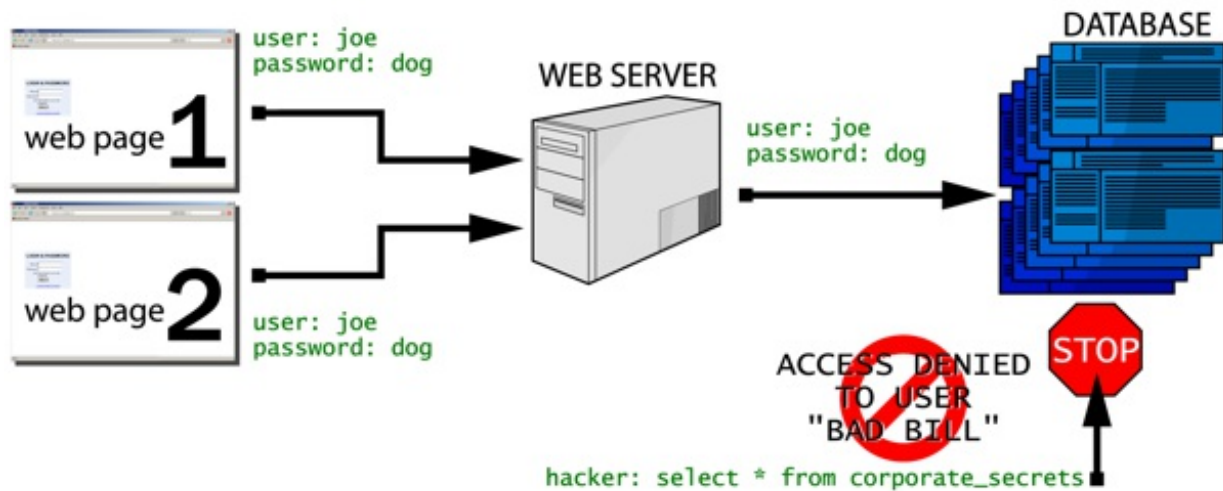 user: joe
password: dog
web page 1
WEB SERVER
user: joe
password: dog
DATABASE
web page 2
user: joe
password: dog
ACCESS DENIED
TO USER
"BAD BILL"
STOP
hacker: select * from corporate_secrets